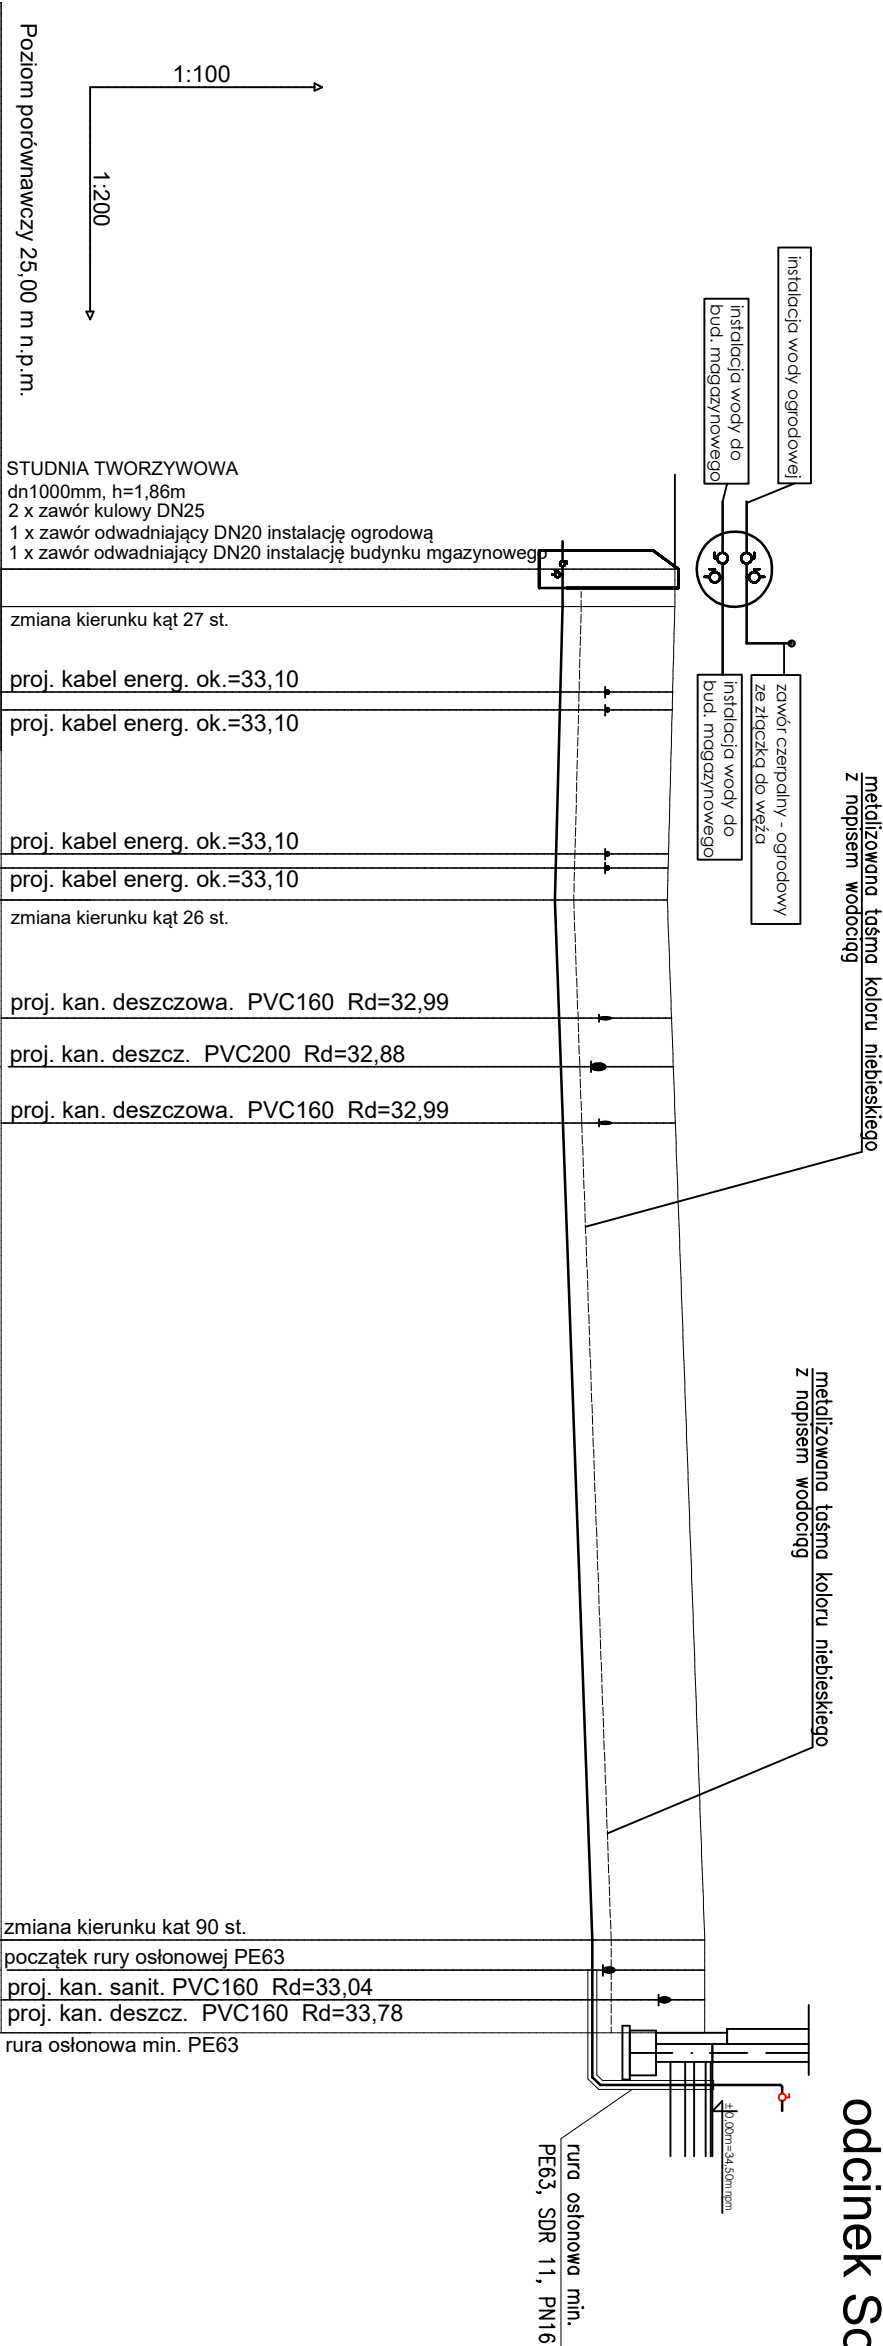 1:100
1:200
Poziom porównawczy 25,00 m n.p.m.
instalacja wody ogrodowej
instalacja wody do
bud. magazynowego
STUDNIA TWORZYWOWA
dn1000mm, h=1,86m
2 x zawór kulowy DN25
1 x zawór odwadniający DN20 instalację ogrodową
1 x zawór odwadniający DN20 instalację budynku mgazynowego
zmiana kierunku kąt 27 st.
proj. kabel energ. ok.=33,10
proj. kabel energ. ok.=33,10
zawór czerpalny - ogrodowy
ze złączką do węża
instalacja wody do
bud. magazynowego
metalizowana taśma koloru niebieskiego
z napisem wodociąg
proj. kabel energ. ok.=33,10
proj. kabel energ. ok.=33,10
zmiana kierunku kąt 26 st.
proj. kan. deszczowa. PVC160 Rd=32,99
proj. kan. deszcz. PVC200 Rd=32,88
proj. kan. deszczowa. PVC160 Rd=32,99
metalizowana taśma koloru niebieskiego
z napisem wodociąg
zmiana kierunku kat 90 st.
początek rury osłonowej PE63
proj. kan. sanit. PVC160 Rd=33,04
proj. kan. deszcz. PVC160 Rd=33,78
rura osłonowa min. PE63
±0,00m=34,50m npm
rura osłonowa min.
PE63, SDR 11, PN16
odcinek